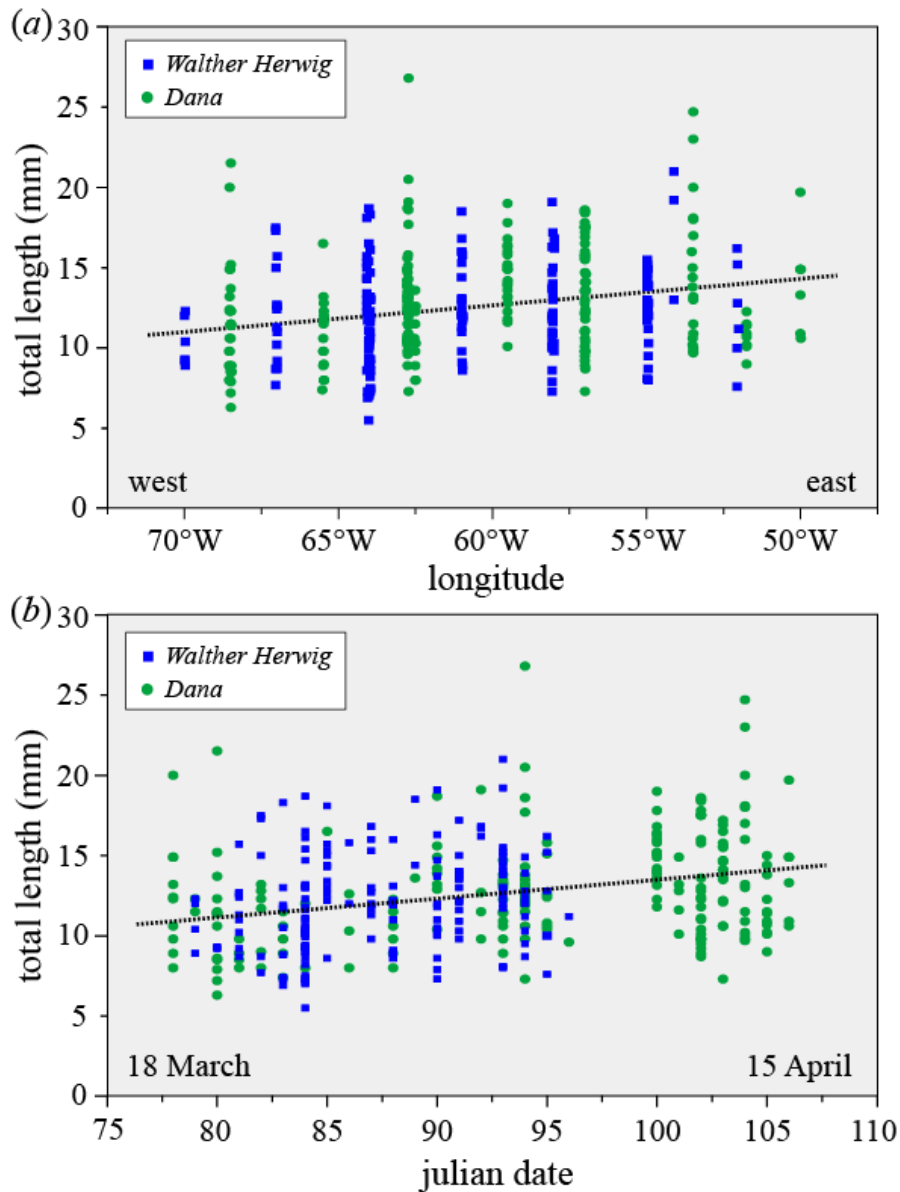 (a)
30
25
20
15
10
5
0
total length (mm)
Walther Herwig
Dana
west
east
70°W
65°W
60°W
55°W
50°W
longitude
(b)
30
25
20
15
10
5
0
total length (mm)
Walther Herwig
Dana
18 March
15 April
75
80
85
90
95
100
105
110
julian date